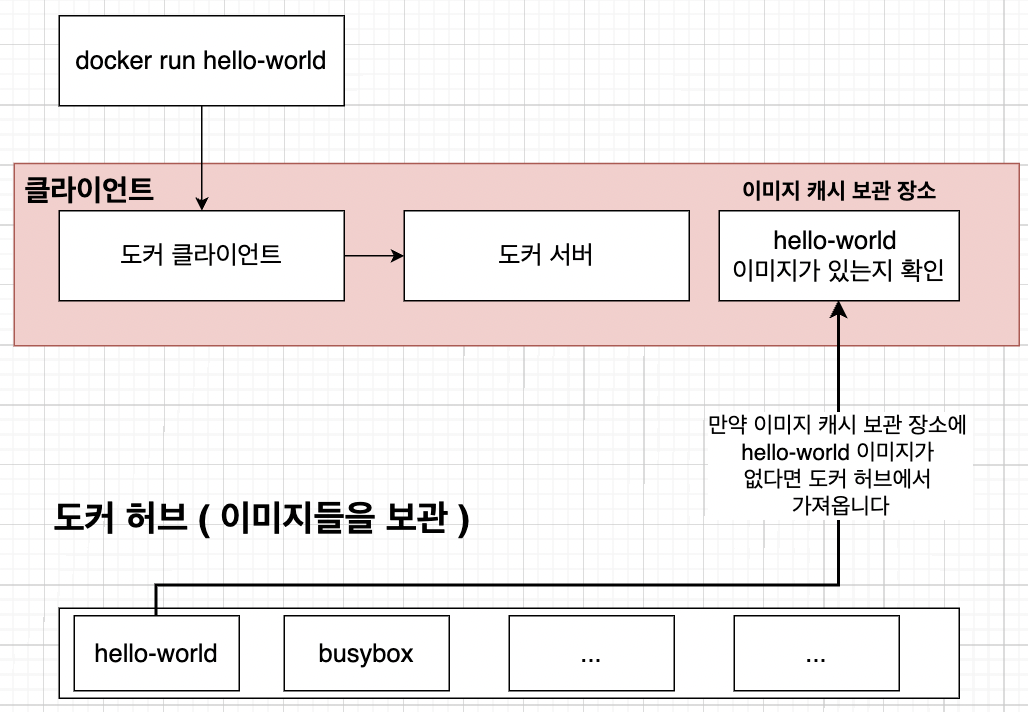 docker run hello-world
클라이언트
이미지 캐시 보관 장소
도커 클라이언트
도커 서버
hello-world
이미지가 있는지 확인
만약 이미지 캐시 보관 장소에
hello-world 이미지가
없다면 도커 허브에서
가져옵니다
도커 허브 ( 이미지들을 보관 )
hello-world
busybox
...
...